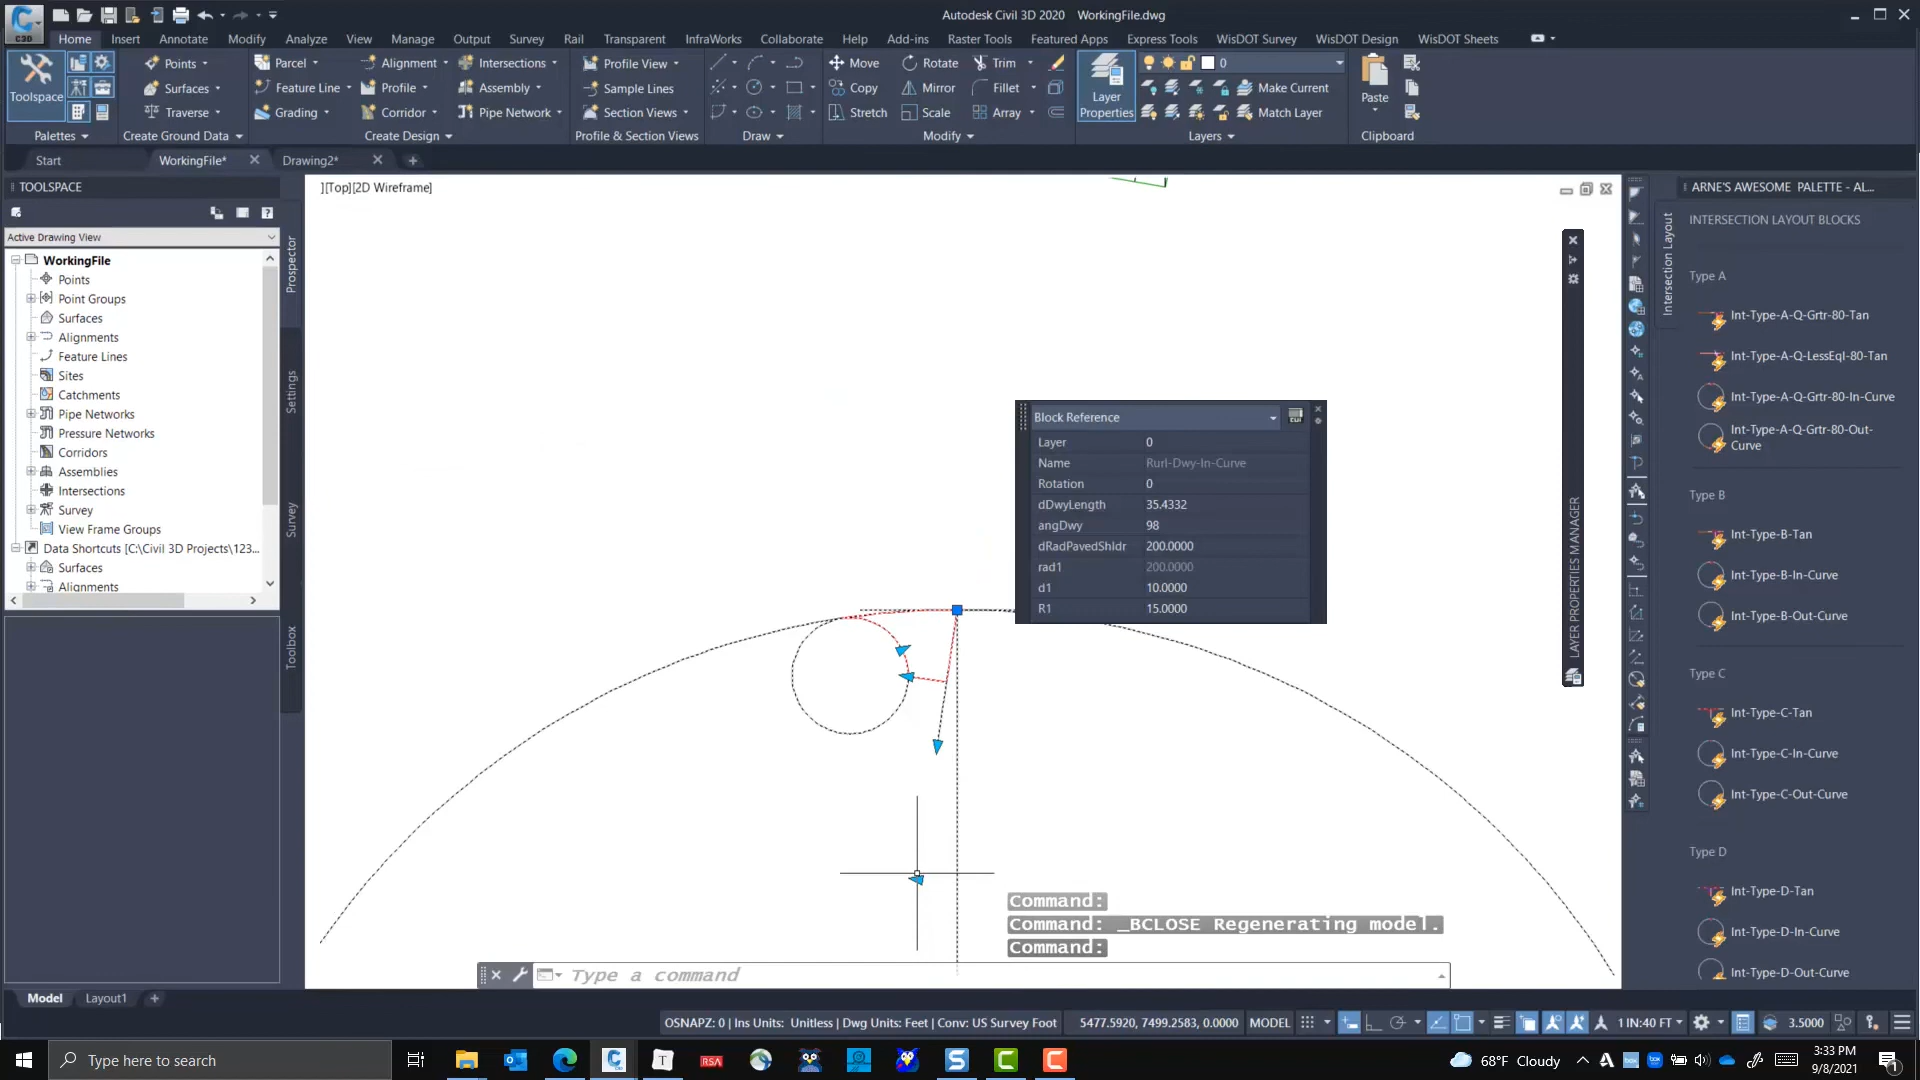 C3D
Autodesk Civil 3D 2020 WorkingFile.dwg
Home Insert Annotate Modify Analyze View Manage Output Survey Rail Transparent InfraWorks Collaborate Help Add-ins Raster Tools Featured Apps Express Tools WisDOT Survey WisDOT Design WisDOT Sheets
Points Parcel Alignment Intersections Profile View Move Rotate Trim 0
Toolspace Surfaces Feature Line Profile Assembly Sample Lines Copy Mirror Fillet Layer Properties Make Current Paste
Traverse Grading Corridor Pipe Network Section Views Stretch Scale Array Match Layer
Palettes Create Ground Data Create Design Profile & Section Views Draw Modify Layers Clipboard
Start WorkingFile* Drawing2*
TOOLSPACE
Active Drawing View
WorkingFile
Points
Point Groups
Surfaces
Alignments
Feature Lines
Sites
Catchments
Pipe Networks
Pressure Networks
Corridors
Assemblies
Intersections
Survey
View Frame Groups
Data Shortcuts [C:\Civil 3D Projects\123...
Surfaces
Alignments
Prospector
Settings
Survey
Toolbox
][Top][2D Wireframe]
Block Reference
Layer 0
Name Rurl-Dwy-In-Curve
Rotation 0
dDwyLength 35.4332
angDwy 98
dRadPavedShldr 200.0000
rad1 200.0000
d1 10.0000
R1 15.0000
Command:
Command: _BCLOSE Regenerating model.
Command:
Type a command
LAYER PROPERTIES MANAGER
ARNE'S AWESOME PALETTE - AL...
Intersection Layout
INTERSECTION LAYOUT BLOCKS
Type A
Int-Type-A-Q-Grtr-80-Tan
Int-Type-A-Q-LessEql-80-Tan
Int-Type-A-Q-Grtr-80-In-Curve
Int-Type-A-Q-Grtr-80-Out-
Curve
Type B
Int-Type-B-Tan
Int-Type-B-In-Curve
Int-Type-B-Out-Curve
Type C
Int-Type-C-Tan
Int-Type-C-In-Curve
Int-Type-C-Out-Curve
Type D
Int-Type-D-Tan
Int-Type-D-In-Curve
Int-Type-D-Out-Curve
Model Layout1
OSNAPZ: 0 | Ins Units: Unitless | Dwg Units: Feet | Conv: US Survey Foot 5477.5920, 7499.2583, 0.0000 MODEL 1 IN:40 FT 3.5000
Type here to search
RSA
68°F Cloudy
3:33 PM
9/8/2021